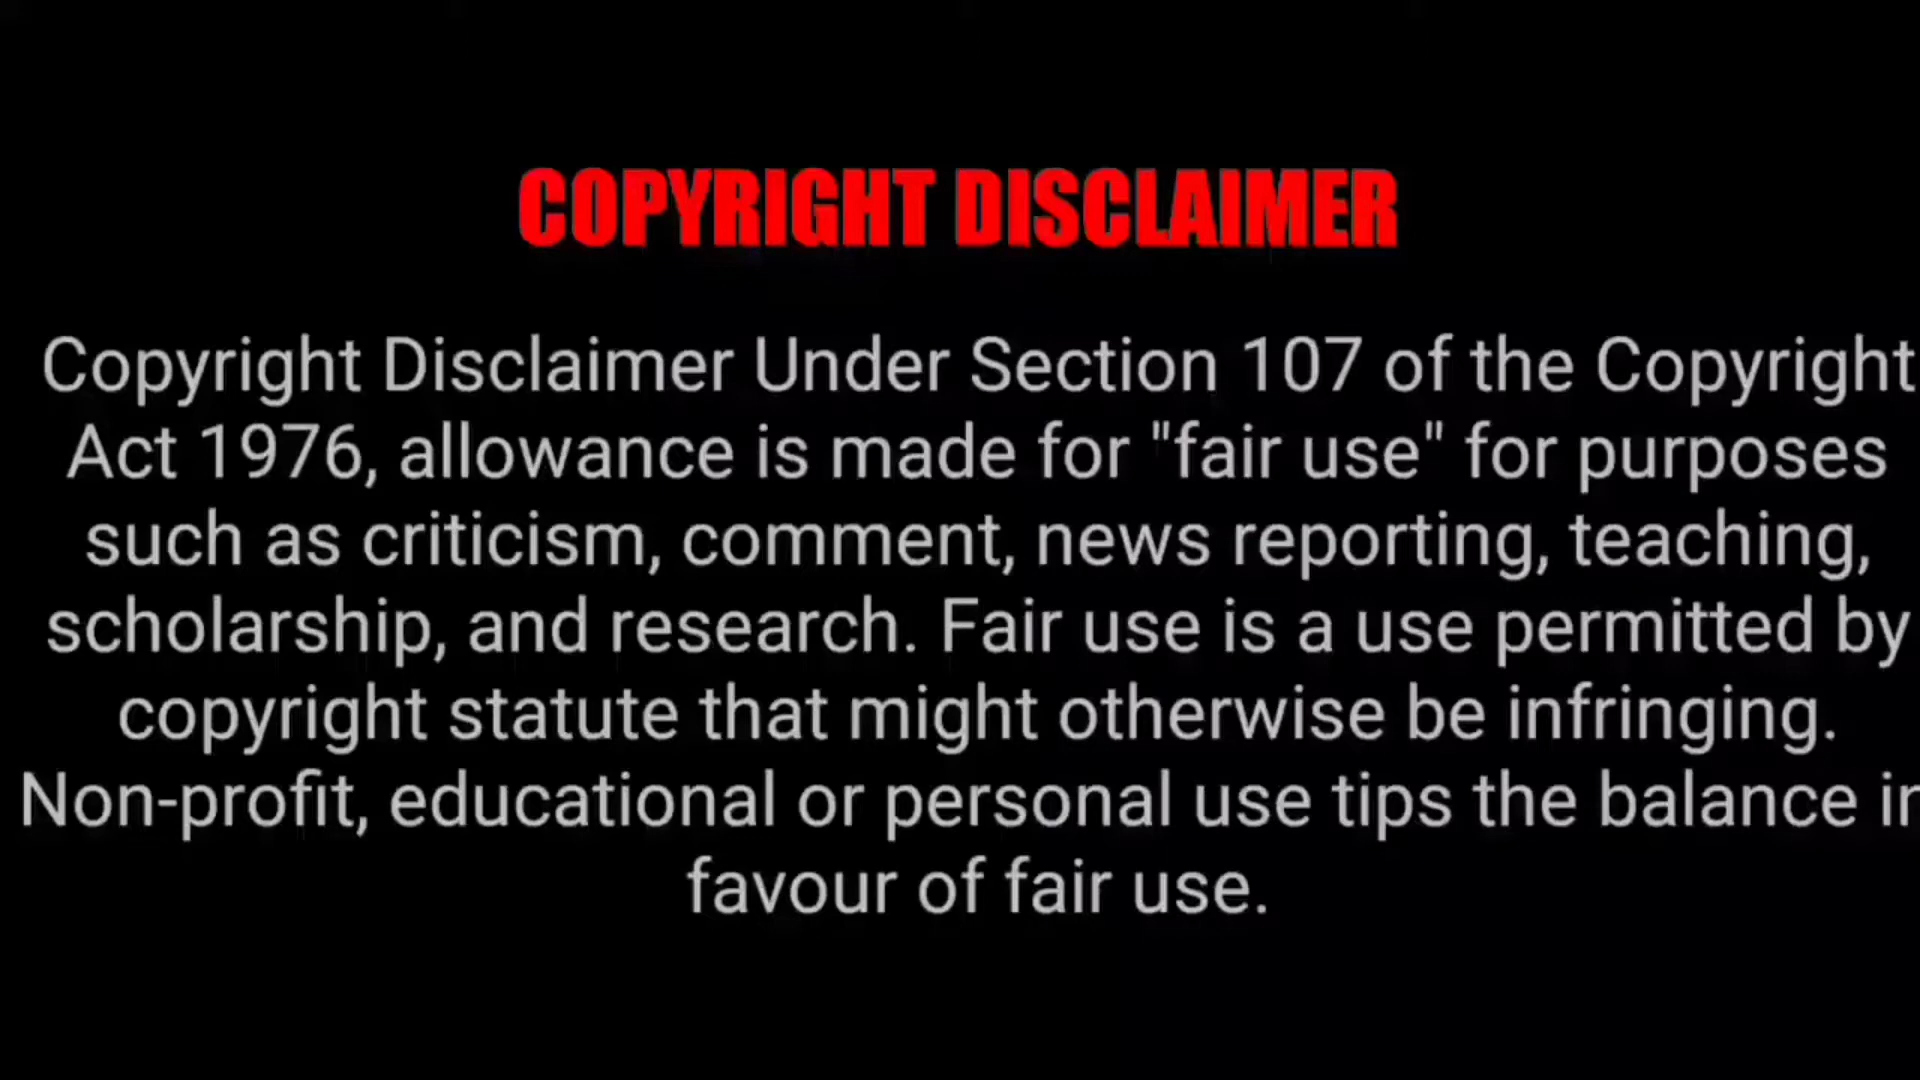 COPYRIGHT DISCLAIMER
Copyright Disclaimer Under Section 107 of the Copyright
Act 1976, allowance is made for "fair use" for purposes
such as criticism, comment, news reporting, teaching,
scholarship, and research. Fair use is a use permitted by
copyright statute that might otherwise be infringing.
Non-profit, educational or personal use tips the balance in
favour of fair use.